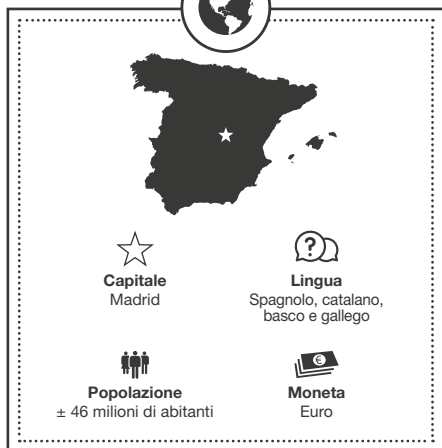 Capitale
Madrid
Lingua
Spagnolo, catalano,
basco e gallego
Popolazione
± 46 milioni di abitanti
Moneta
Euro